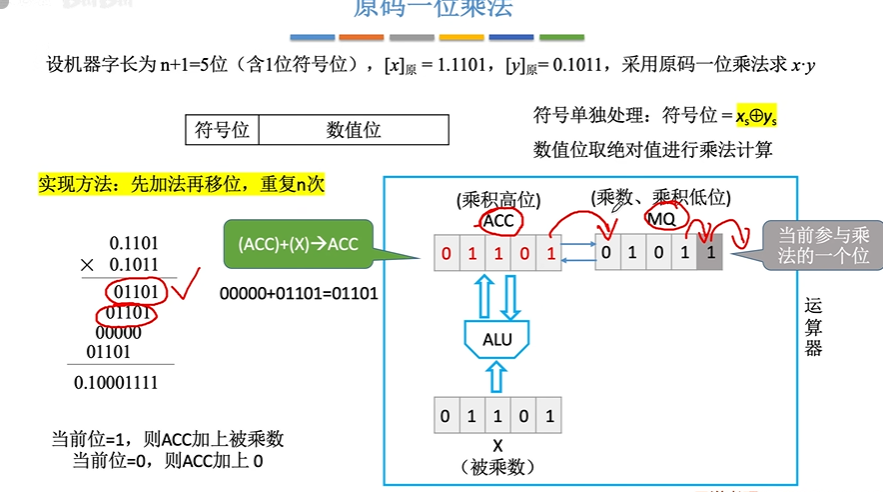 原码一位乘法
设机器字长为 n+1=5位（含1位符号位），[x]原 = 1.1101，[y]原= 0.1011，采用原码一位乘法求 x·y
符号位 数值位
符号单独处理：符号位 = xs⊕ys
数值位取绝对值进行乘法计算
实现方法：先加法再移位，重复n次
(乘积高位)
ACC
(乘数、乘积低位)
MQ
0 1 1 0 1
0 1 0 1 1
当前参与乘
法的一个位
(ACC)+(X)→ACC
00000+01101=01101
0.1101
× 0.1011
01101
01101
00000
01101
0.10001111
ALU
运
算
器
0 1 1 0 1
X
（被乘数）
当前位=1，则ACC加上被乘数
当前位=0，则ACC加上 0